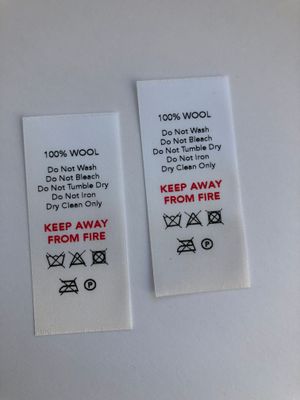 100% WOOL
Do Not Wash
Do Not Bleach
Do Not Tumble Dry
Do Not Iron
Dry Clean Only
KEEP AWAY
FROM FIRE
P
100% WOOL
Do Not Wash
Do Not Bleach
Do Not Tumble Dry
Do Not Iron
Dry Clean Only
KEEP AWAY
FROM FIRE
P